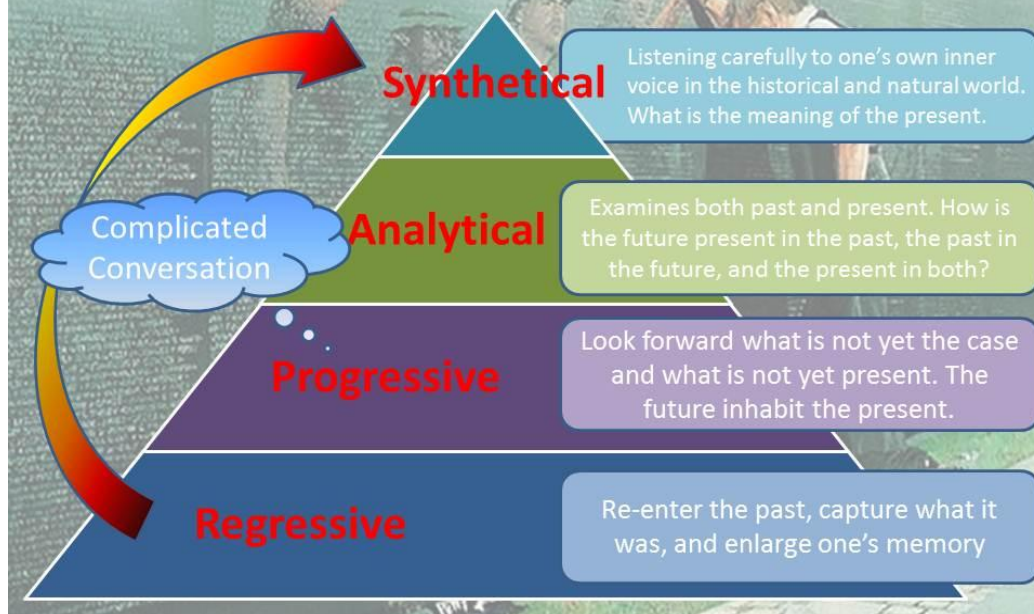 Synthetical
Listening carefully to one's own inner
voice in the historical and natural world.
What is the meaning of the present.
Complicated
Conversation
Analytical
Examines both past and present. How is
the future present in the past, the past in
the future, and the present in both?
Progressive
Look forward what is not yet the case
and what is not yet present. The
future inhabit the present.
Regressive
Re-enter the past, capture what it
was, and enlarge one's memory